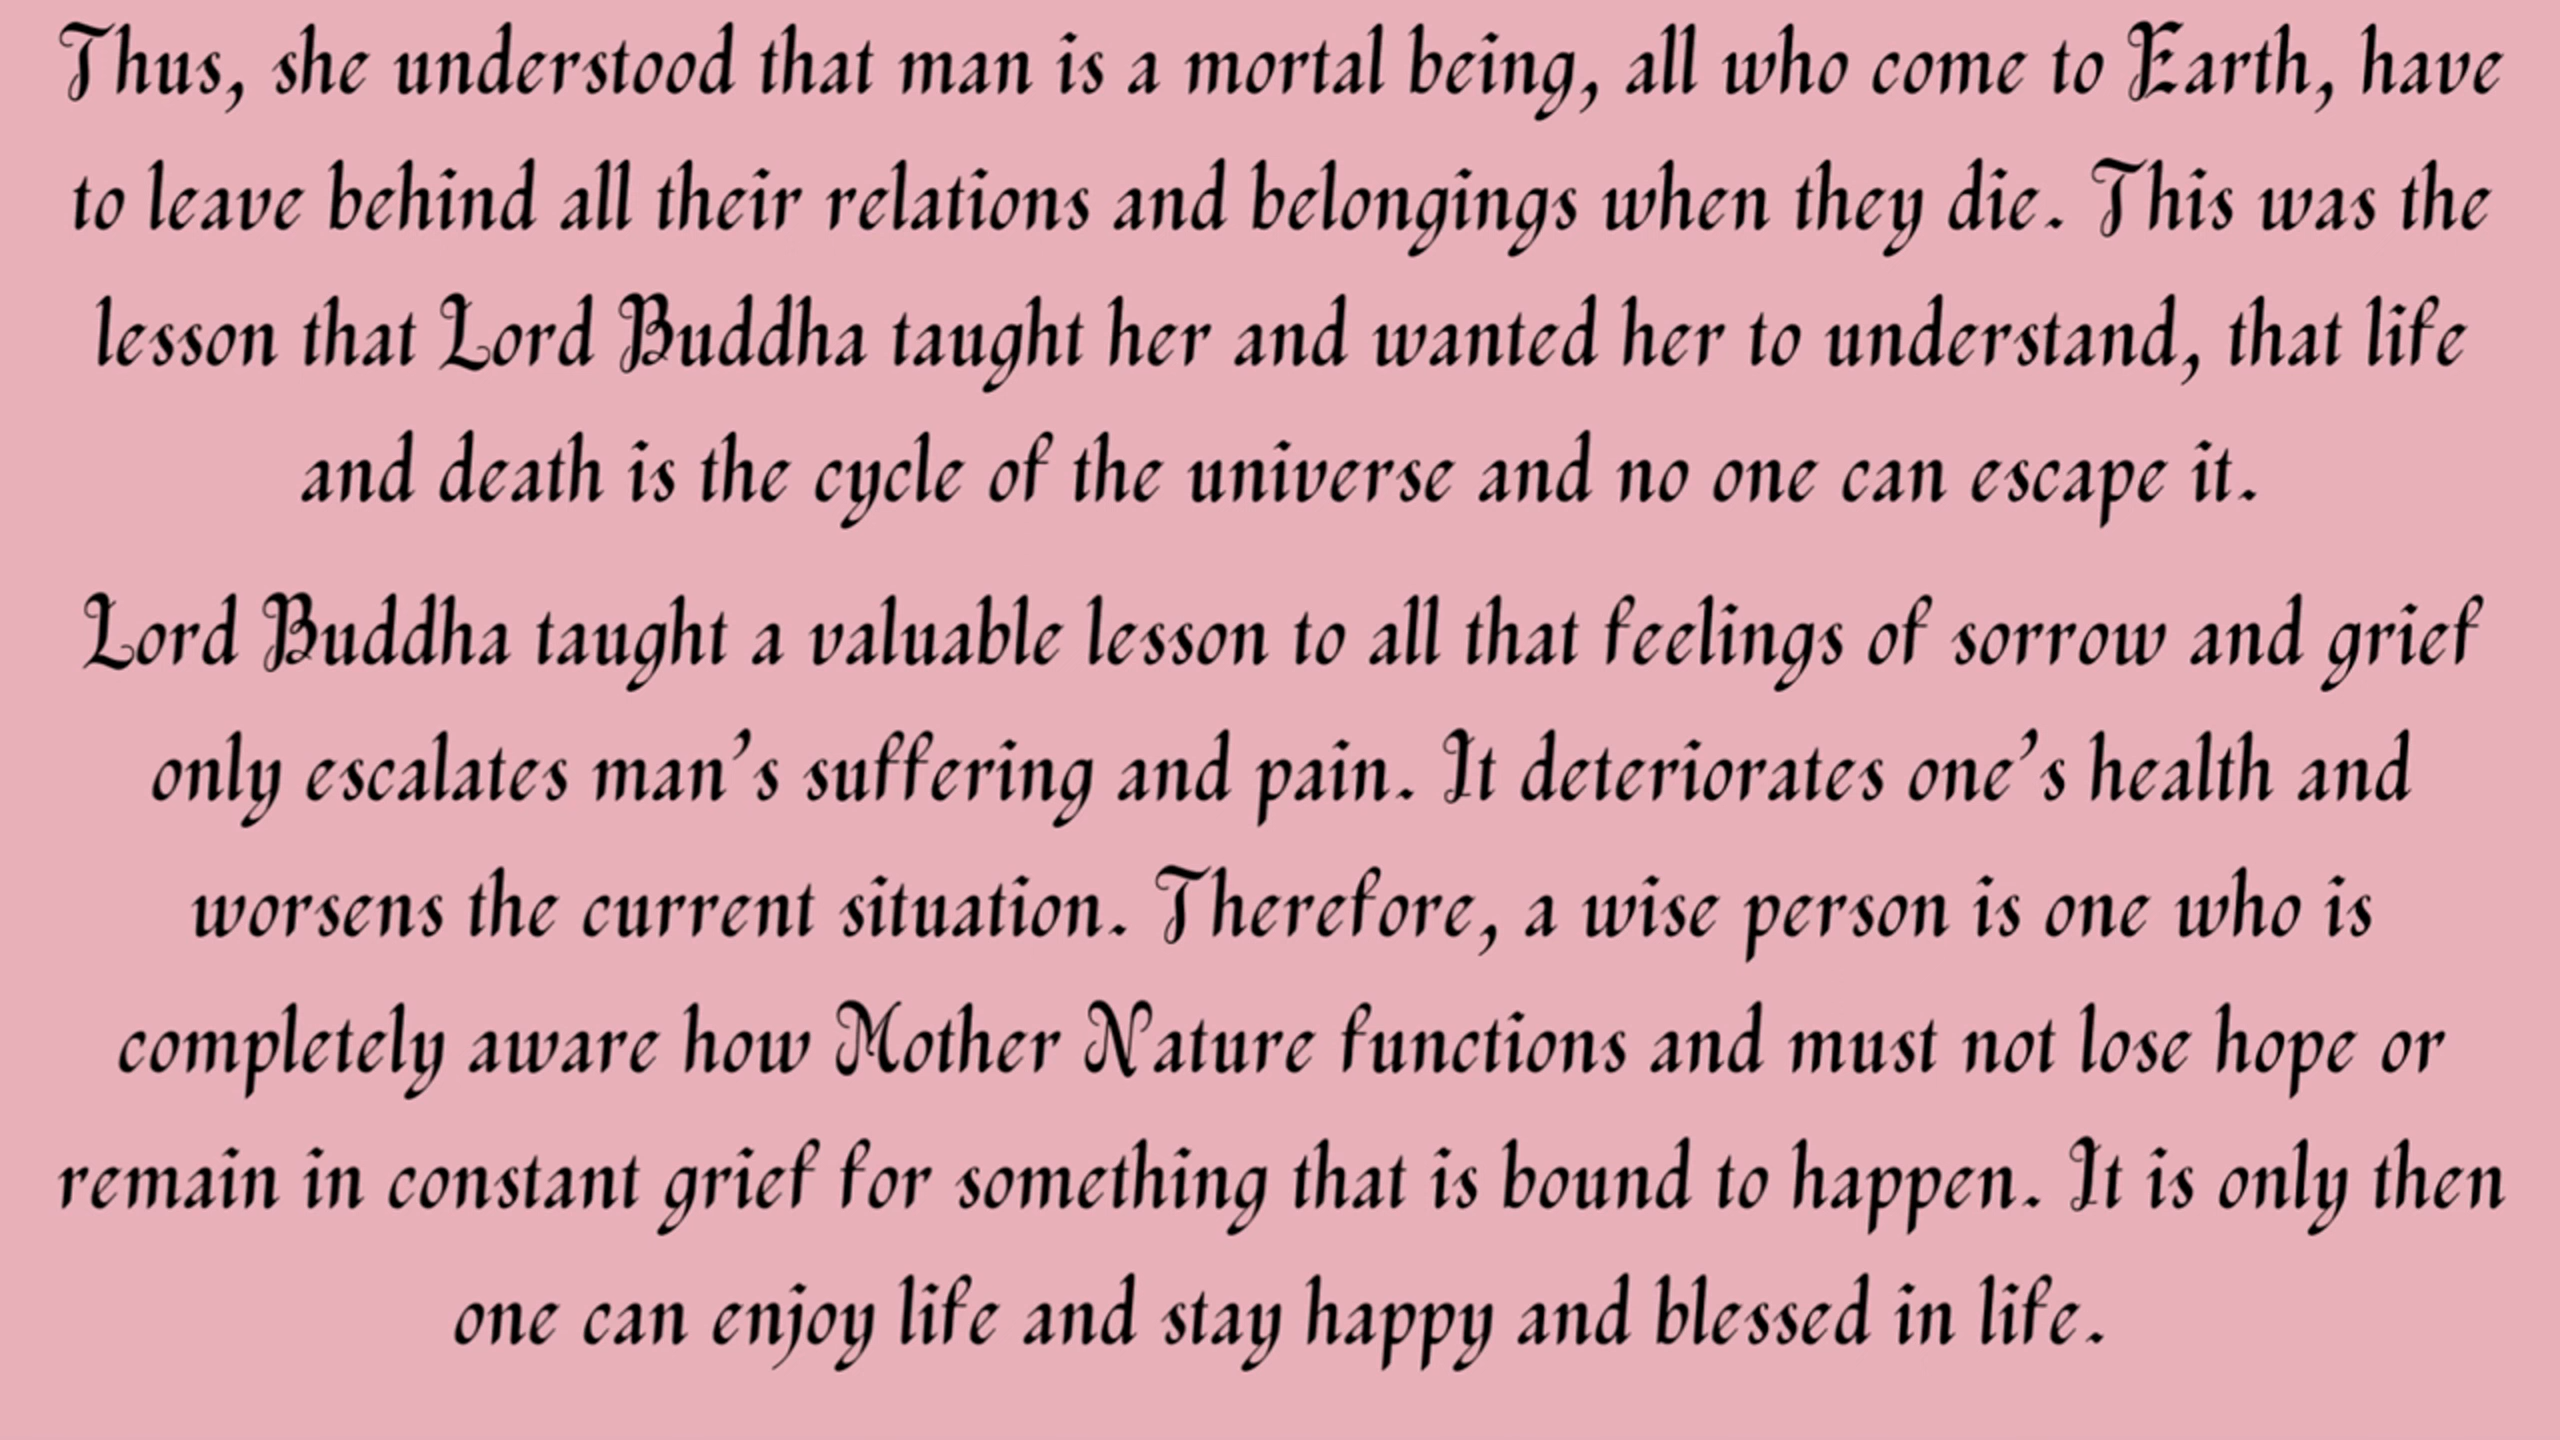 Thus, she understood that man is a mortal being, all who come to Earth, have
to leave behind all their relations and belongings when they die. This was the
lesson that Lord Buddha taught her and wanted her to understand, that life
and death is the cycle of the universe and no one can escape it.
Lord Buddha taught a valuable lesson to all that feelings of sorrow and grief
only escalates man’s suffering and pain. It deteriorates one’s health and
worsens the current situation. Therefore, a wise person is one who is
completely aware how Mother Nature functions and must not lose hope or
remain in constant grief for something that is bound to happen. It is only then
one can enjoy life and stay happy and blessed in life.